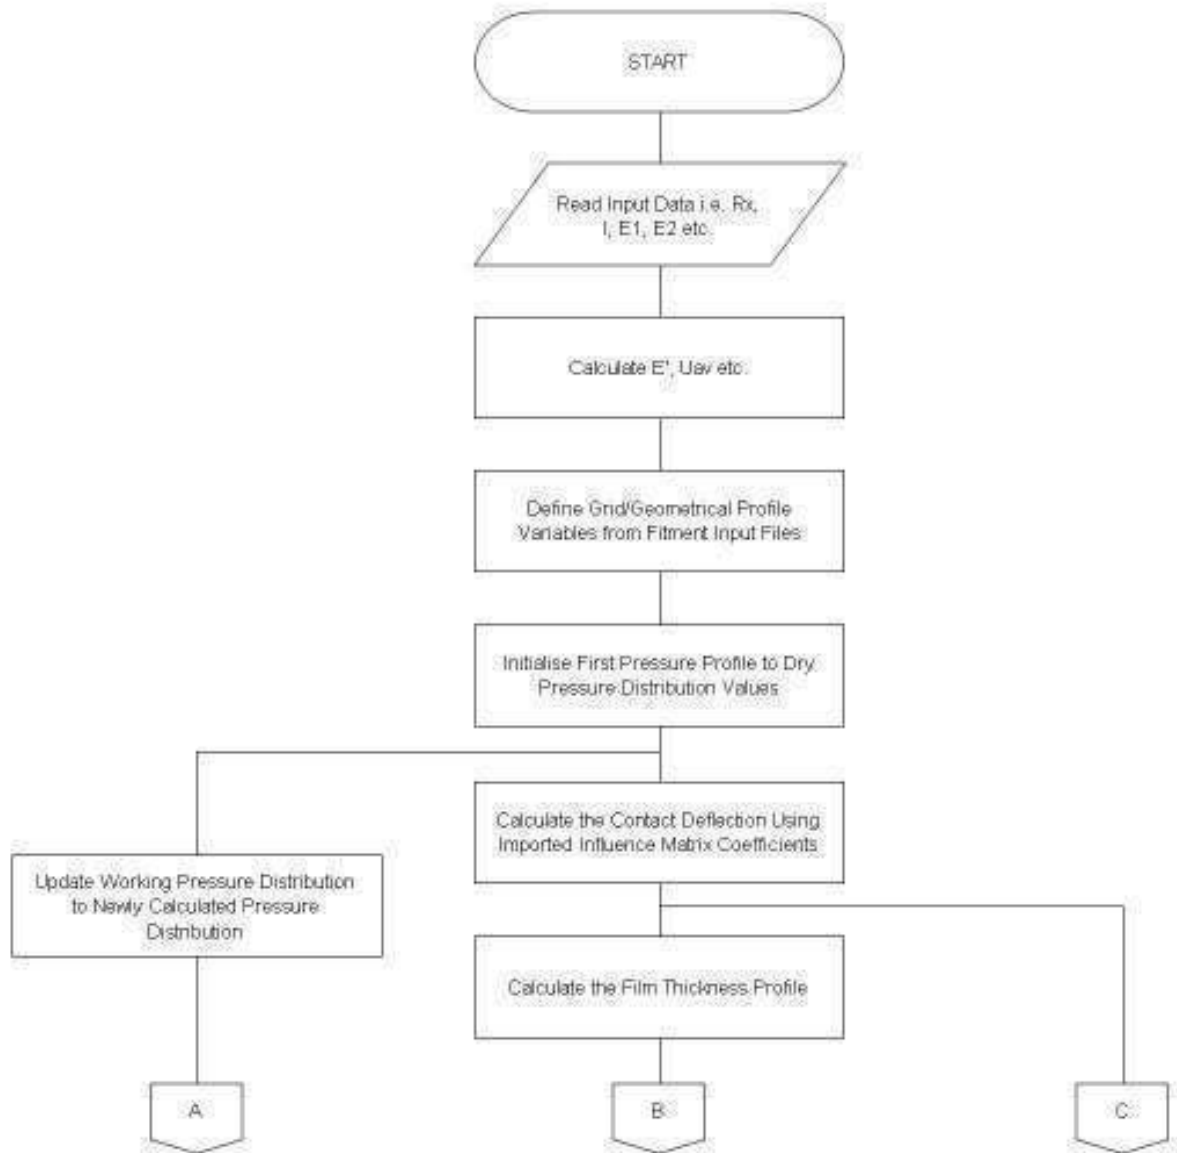 START
Read Input Data i.e. Rx,
l, E1, E2 etc.
Calculate E', Uav etc.
Define Grid/Geometrical Profile
Variables from Fitment Input Files
Initialise First Pressure Profile to Dry
Pressure Distribution Values
Calculate the Contact Deflection Using
Imported Influence Matrix Coefficients
Update Working Pressure Distribution
to Newly Calculated Pressure
Distribution
Calculate the Film Thickness Profile
A
B
C